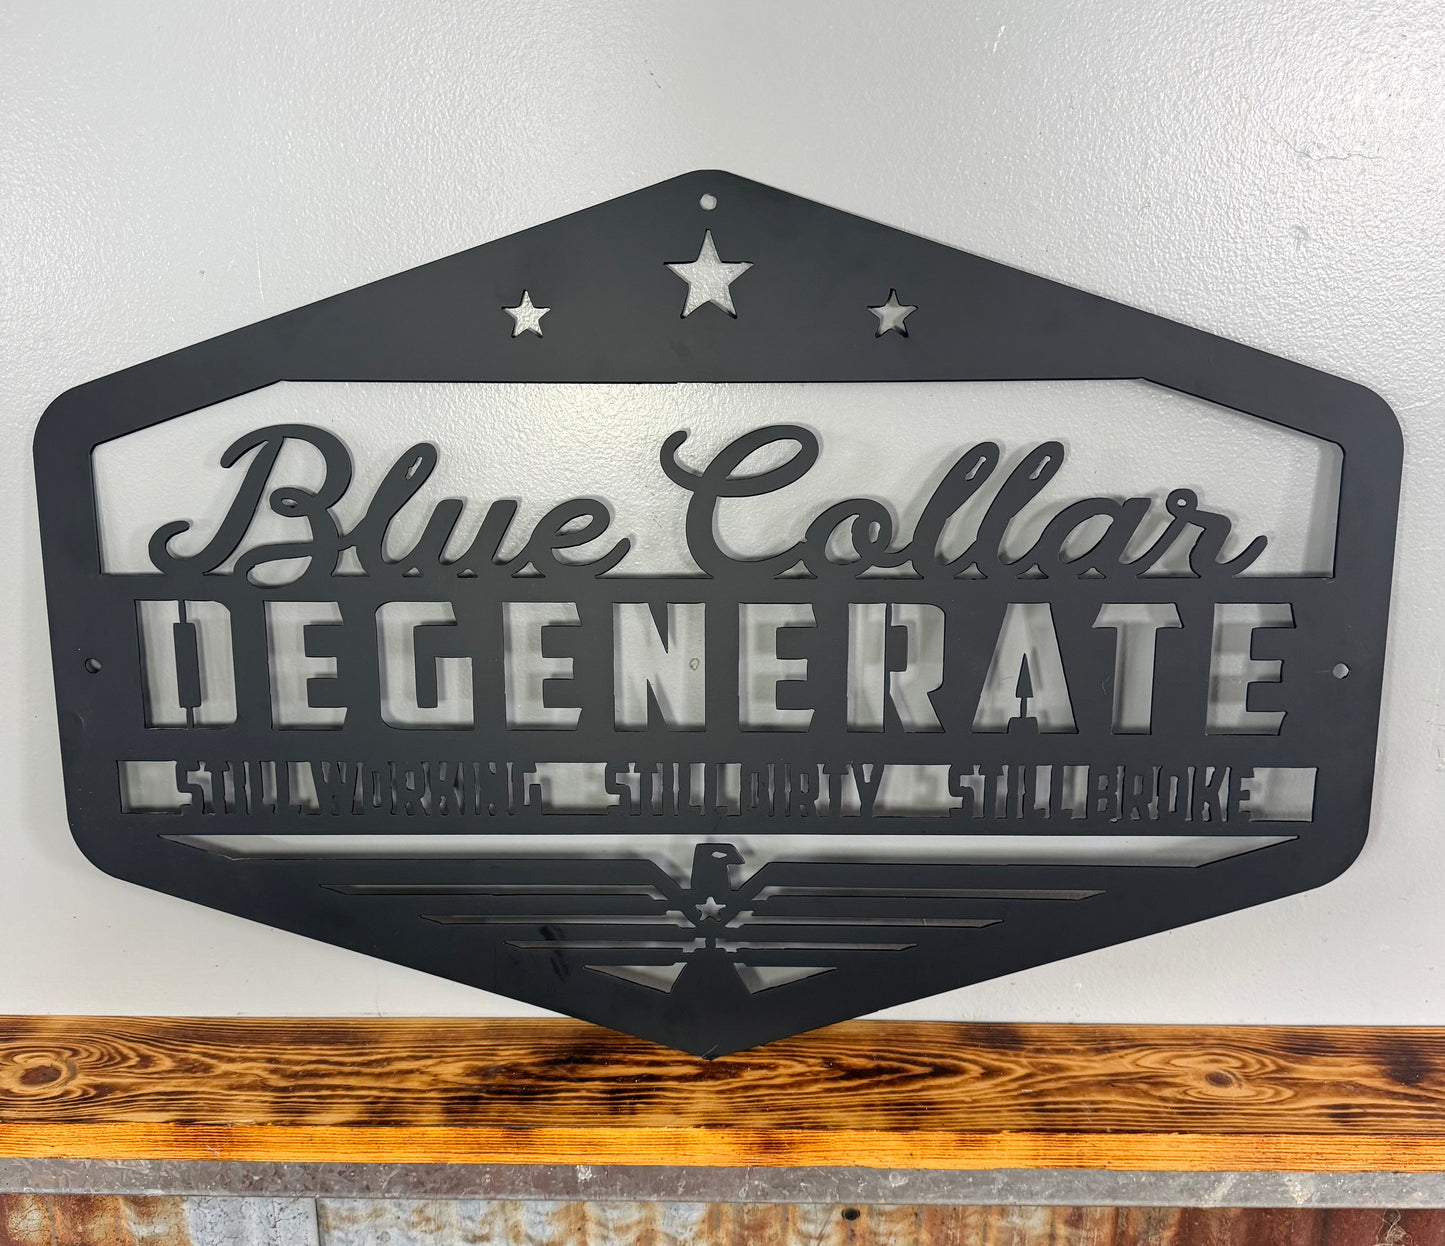 Blue Collar
DEGENERATE
STILL WORKING STILL DIRTY STILL BROKE